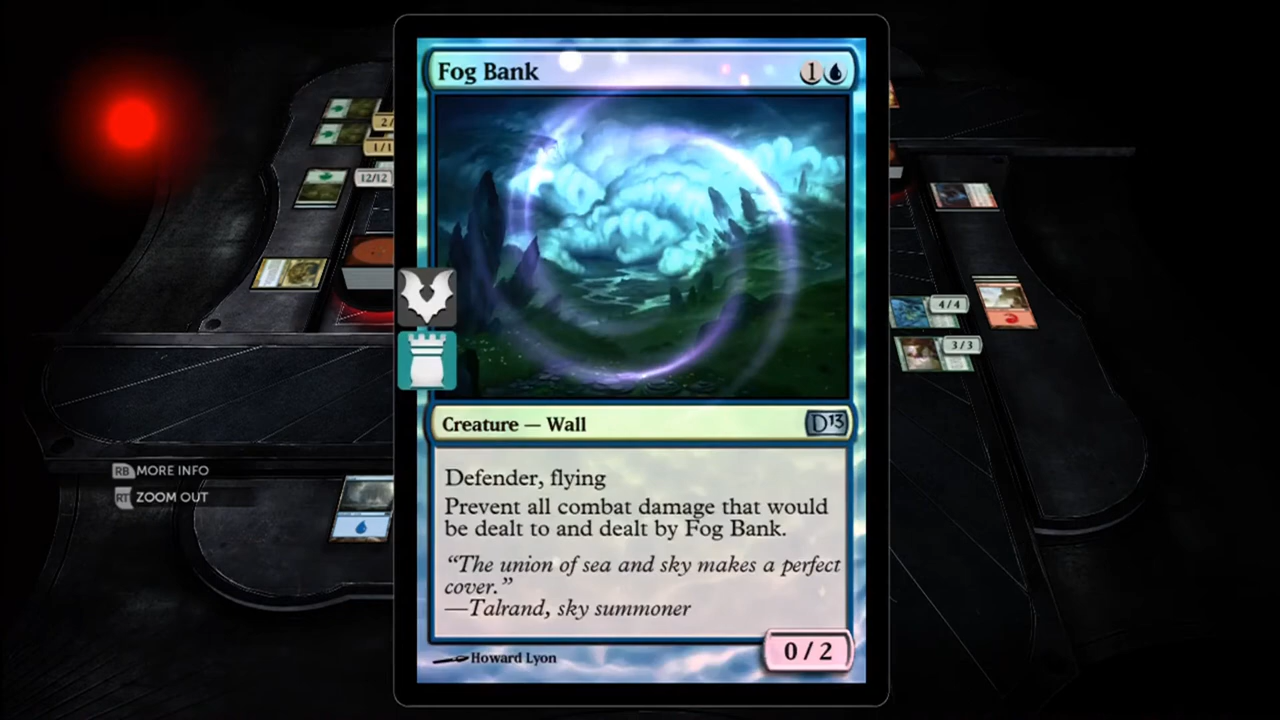 Fog Bank
1
2/
1/1
12/12
4/4
3/3
Creature — Wall
D13
Defender, flying
Prevent all combat damage that would
be dealt to and dealt by Fog Bank.
“The union of sea and sky makes a perfect
cover.”
—Talrand, sky summoner
0 / 2
Howard Lyon
RB MORE INFO
RT ZOOM OUT